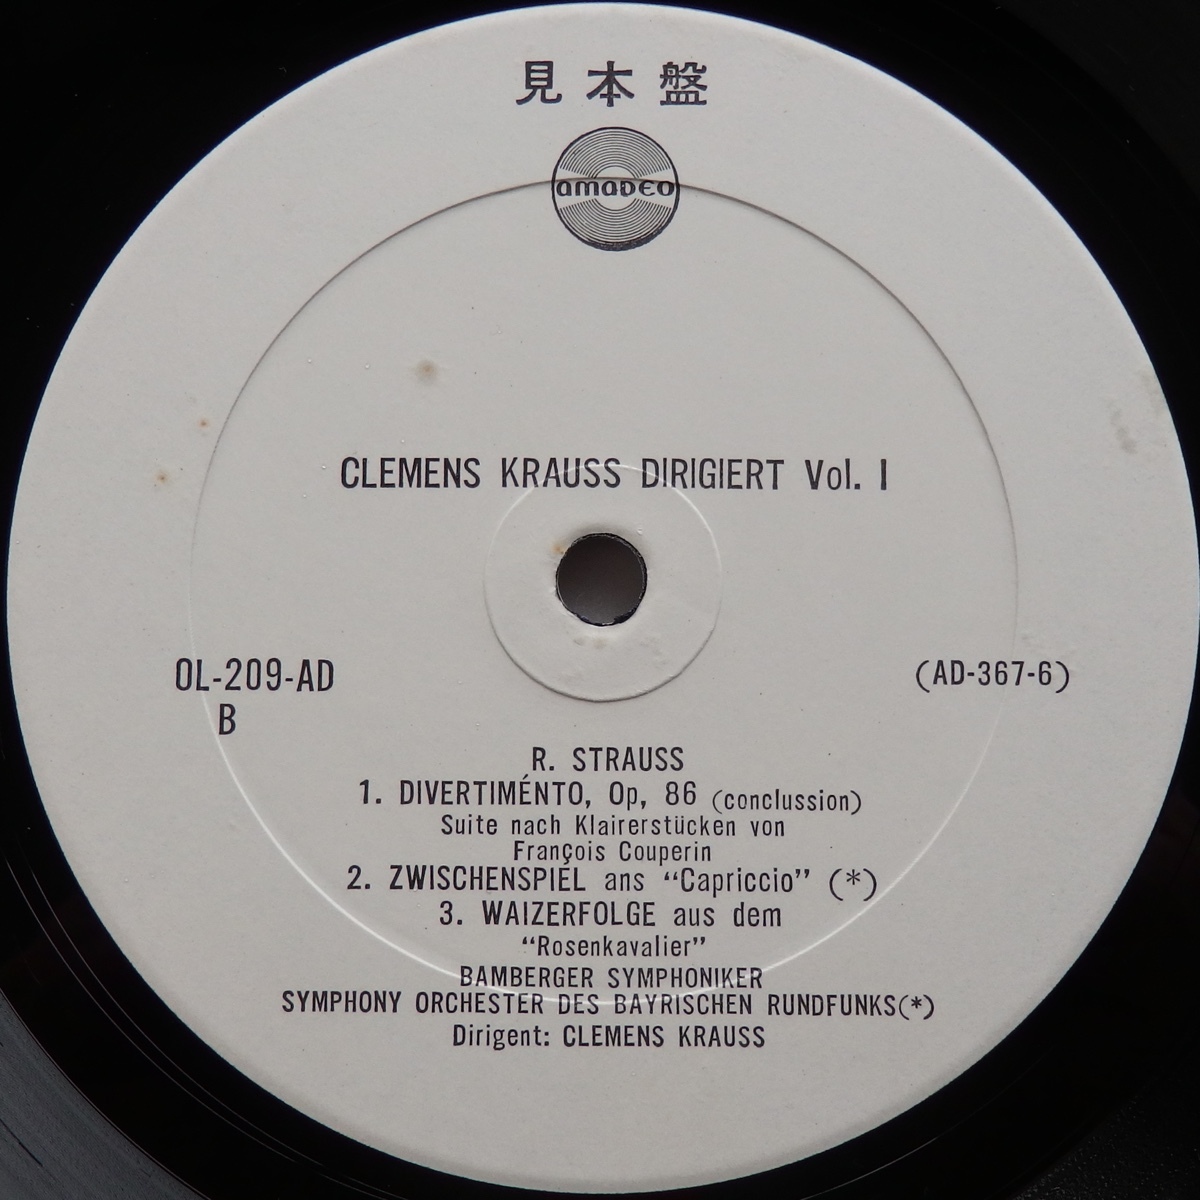 見本盤
amadeo
CLEMENS KRAUSS DIRIGIERT Vol. I
OL-209-AD
(AD-367-6)
B
R. STRAUSS
1. DIVERTIMÉNTO, Op, 86 (conclussion)
Suite nach Klairerstücken von
François Couperin
2. ZWISCHENSPIEL ans “Capriccio” (*)
3. WAIZERFOLGE aus dem
“Rosenkavalier”
BAMBERGER SYMPHONIKER
SYMPHONY ORCHESTER DES BAYRISCHEN RUNDFUNKS(*)
Dirigent: CLEMENS KRAUSS